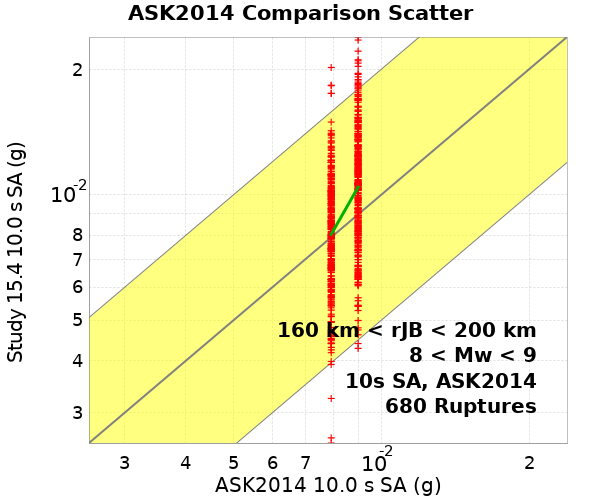 ASK2014 Comparison Scatter
Study 15.4 10.0 s SA (g)
2
10-2
8
7
6
5
4
3
160 km < rJB < 200 km
8 < Mw < 9
10s SA, ASK2014
680 Ruptures
3 4 5 6 7 10-2 2
ASK2014 10.0 s SA (g)